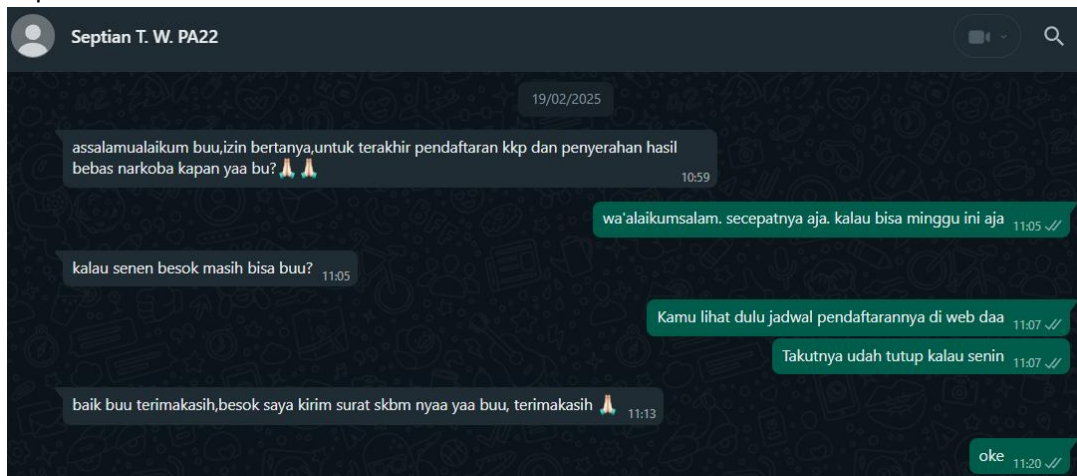 Septian T. W. PA22
19/02/2025
assalamualaikum buu,izin bertanya,untuk terakhir pendaftaran kkp dan penyerahan hasil
bebas narkoba kapan yaa bu?🙏🏻🙏🏻
10:59
wa'alaikumsalam. secepatnya aja. kalau bisa minggu ini aja 11:05
kalau senen besok masih bisa buu? 11:05
Kamu lihat dulu jadwal pendaftarannya di web daa 11:07
Takutnya udah tutup kalau senin 11:07
baik buu terimakasih,besok saya kirim surat skbm nyaa yaa buu, terimakasih 🙏🏻 11:13
oke 11:20